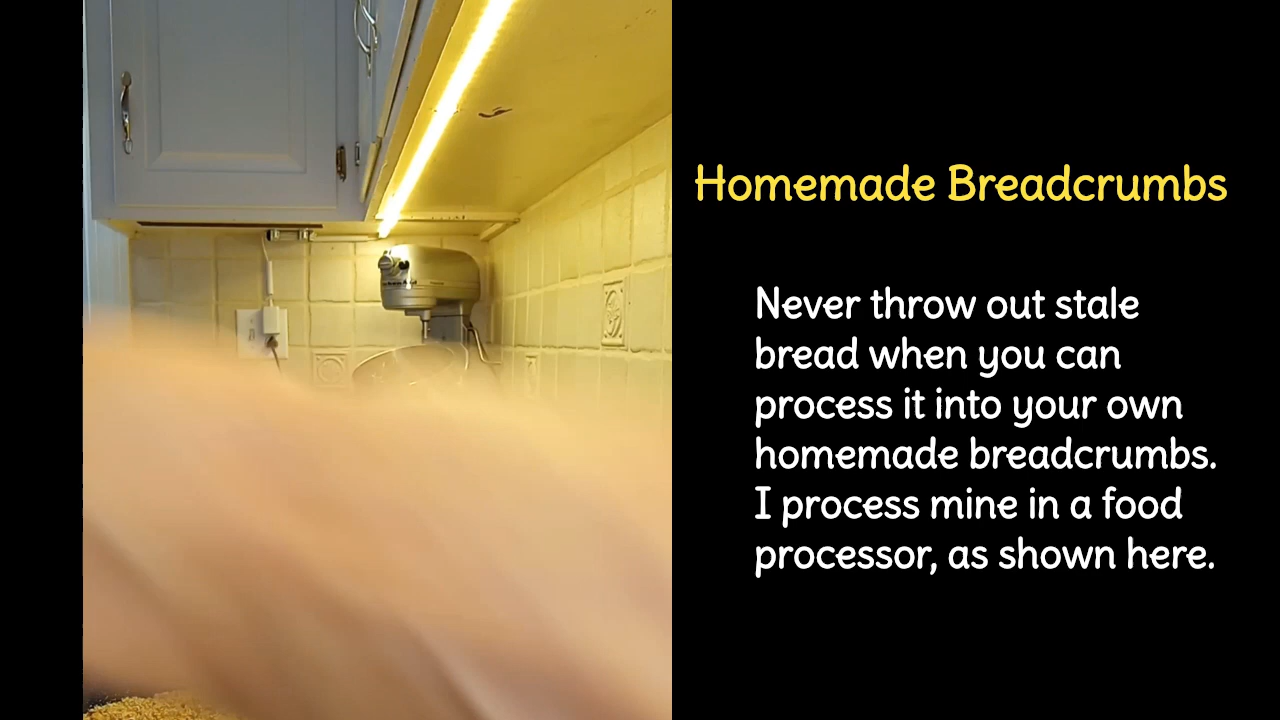 Homemade Breadcrumbs
Never throw out stale
bread when you can
process it into your own
homemade breadcrumbs.
I process mine in a food
processor, as shown here.